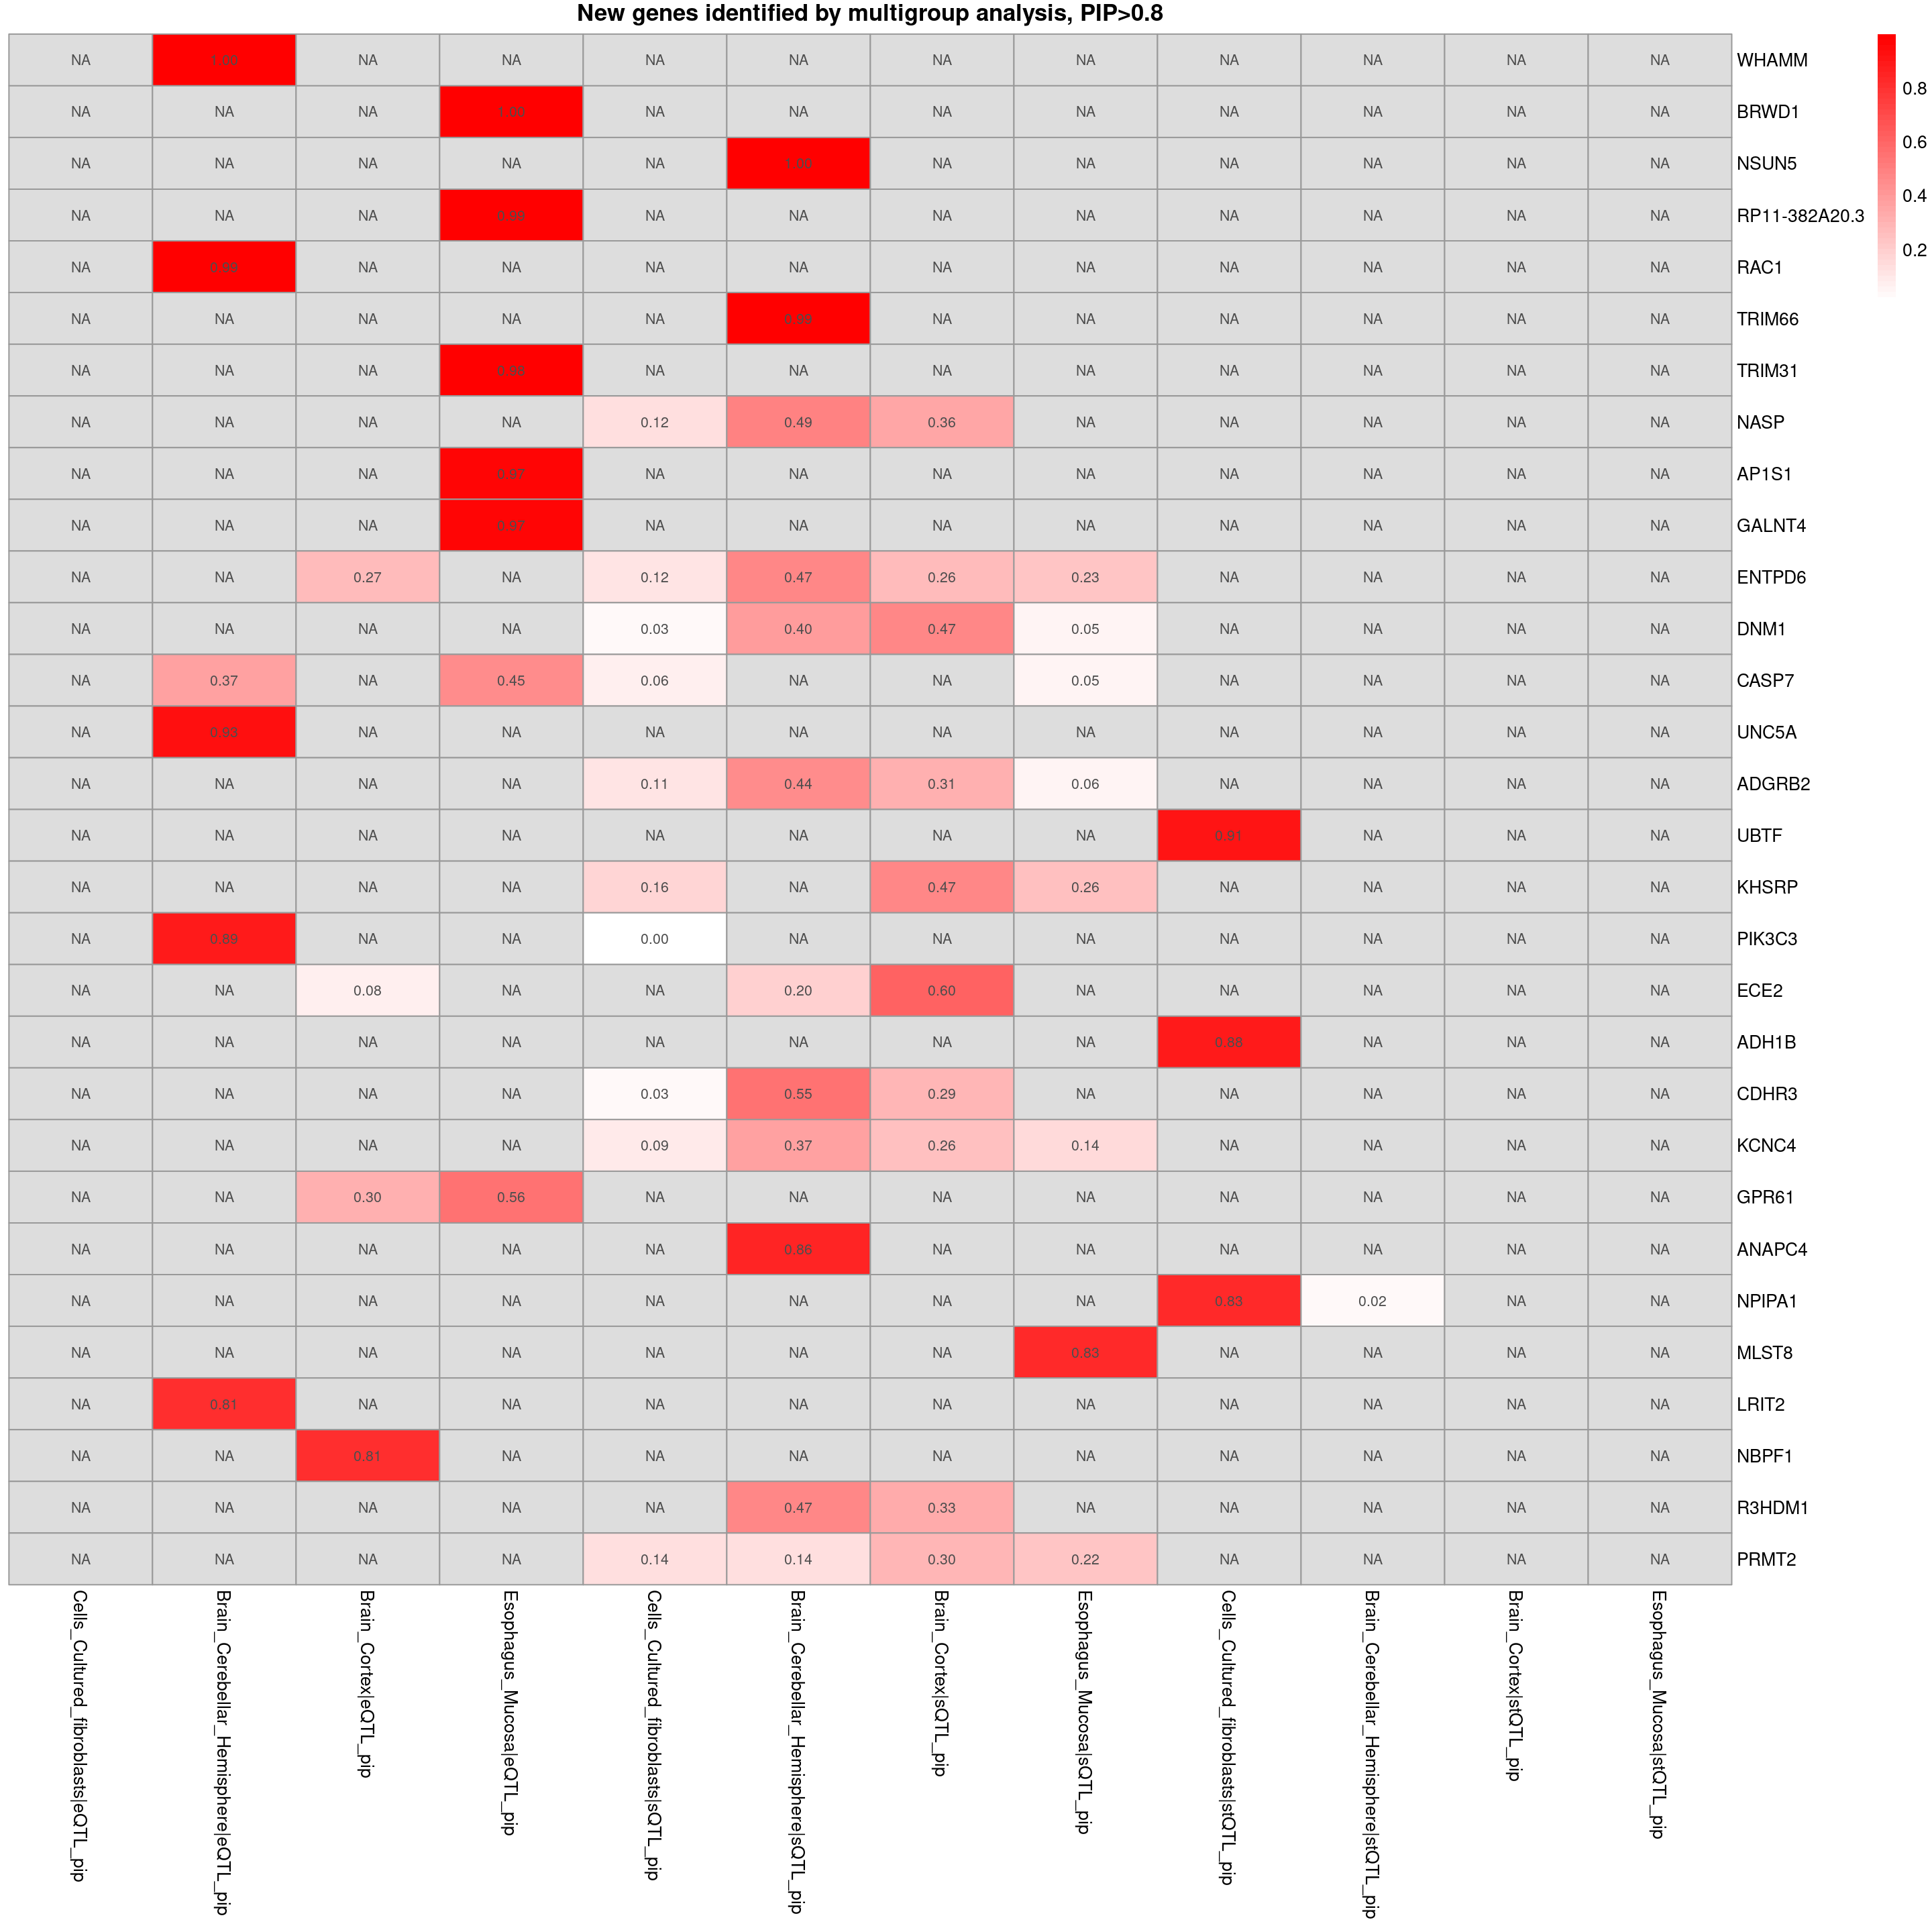 New genes identified by multigroup analysis, PIP>0.8
NA 1.00 NA NA NA NA NA NA NA NA NA NA WHAMM
NA NA NA 1.00 NA NA NA NA NA NA NA NA BRWD1
NA NA NA NA NA 1.00 NA NA NA NA NA NA NSUN5
NA NA NA 0.99 NA NA NA NA NA NA NA NA RP11-382A20.3
NA 0.99 NA NA NA NA NA NA NA NA NA NA RAC1
NA NA NA NA NA 0.99 NA NA NA NA NA NA TRIM66
NA NA NA 0.98 NA NA NA NA NA NA NA NA TRIM31
NA NA NA NA 0.12 0.49 0.36 NA NA NA NA NA NASP
NA NA NA 0.97 NA NA NA NA NA NA NA NA AP1S1
NA NA NA 0.97 NA NA NA NA NA NA NA NA GALNT4
NA NA 0.27 NA 0.12 0.47 0.26 0.23 NA NA NA NA ENTPD6
NA NA NA NA 0.03 0.40 0.47 0.05 NA NA NA NA DNM1
NA 0.37 NA 0.45 0.06 NA NA 0.05 NA NA NA NA CASP7
NA 0.93 NA NA NA NA NA NA NA NA NA NA UNC5A
NA NA NA NA 0.11 0.44 0.31 0.06 NA NA NA NA ADGRB2
NA NA NA NA NA NA NA NA 0.91 NA NA NA UBTF
NA NA NA NA 0.16 NA 0.47 0.26 NA NA NA NA KHSRP
NA 0.89 NA NA 0.00 NA NA NA NA NA NA NA PIK3C3
NA NA 0.08 NA NA 0.20 0.60 NA NA NA NA NA ECE2
NA NA NA NA NA NA NA NA 0.88 NA NA NA ADH1B
NA NA NA NA 0.03 0.55 0.29 NA NA NA NA NA CDHR3
NA NA NA NA 0.09 0.37 0.26 0.14 NA NA NA NA KCNC4
NA NA 0.30 0.56 NA NA NA NA NA NA NA NA GPR61
NA NA NA NA NA 0.86 NA NA NA NA NA NA ANAPC4
NA NA NA NA NA NA NA NA 0.83 0.02 NA NA NPIPA1
NA NA NA NA NA NA NA 0.83 NA NA NA NA MLST8
NA 0.81 NA NA NA NA NA NA NA NA NA NA LRIT2
NA NA 0.81 NA NA NA NA NA NA NA NA NA NBPF1
NA NA NA NA NA 0.47 0.33 NA NA NA NA NA R3HDM1
NA NA NA NA 0.14 0.14 0.30 0.22 NA NA NA NA PRMT2
Cells_Cultured_fibroblasts|eQTL_pip
Brain_Cerebellar_Hemisphere|eQTL_pip
Brain_Cortex|eQTL_pip
Esophagus_Mucosa|eQTL_pip
Cells_Cultured_fibroblasts|sQTL_pip
Brain_Cerebellar_Hemisphere|sQTL_pip
Brain_Cortex|sQTL_pip
Esophagus_Mucosa|sQTL_pip
Cells_Cultured_fibroblasts|stQTL_pip
Brain_Cerebellar_Hemisphere|stQTL_pip
Brain_Cortex|stQTL_pip
Esophagus_Mucosa|stQTL_pip
0.8
0.6
0.4
0.2